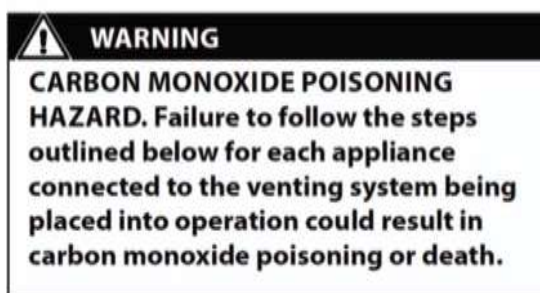 WARNING
CARBON MONOXIDE POISONING
HAZARD. Failure to follow the steps
outlined below for each appliance
connected to the venting system being
placed into operation could result in
carbon monoxide poisoning or death.